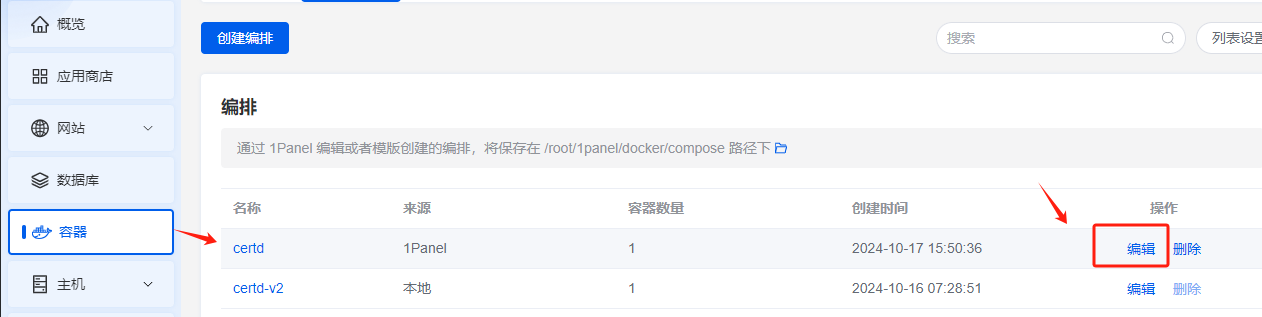 概览
应用商店
网站
数据库
容器
主机
创建编排
搜索
列表设置
编排
通过 1Panel 编辑或者模版创建的编排，将保存在 /root/1panel/docker/compose 路径下
名称 来源 容器数量 创建时间 操作
certd 1Panel 1 2024-10-17 15:50:36 编辑 删除
certd-v2 本地 1 2024-10-16 07:28:51 编辑 删除